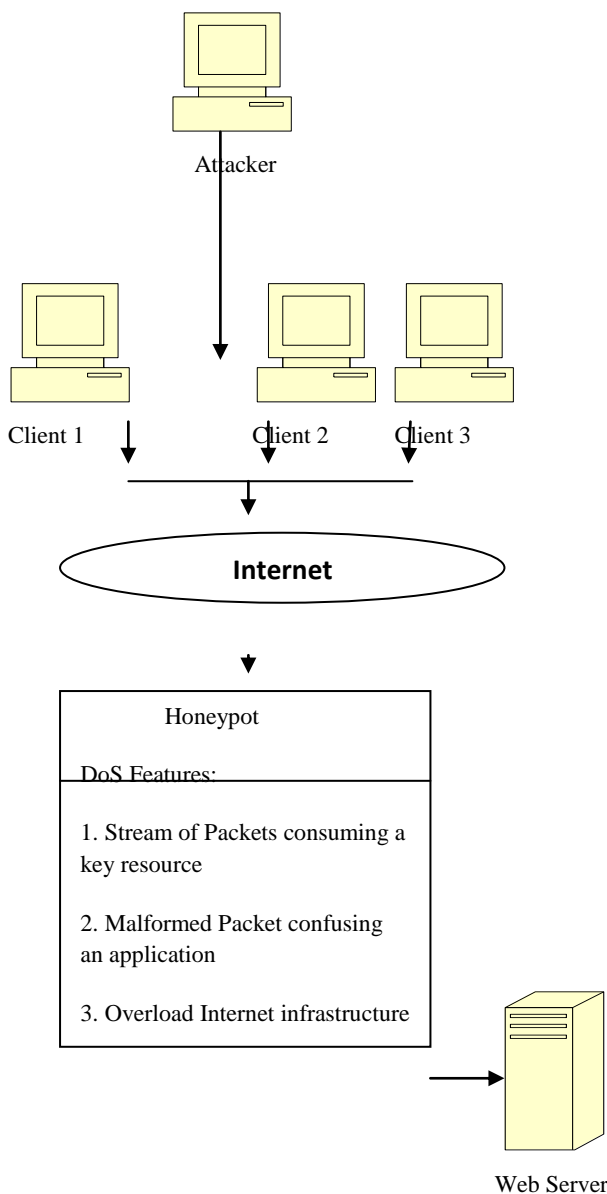 Attacker
Client 1
Client 2
Client 3
Internet
Honeypot
DoS Features:
1. Stream of Packets consuming a
key resource
2. Malformed Packet confusing
an application
3. Overload Internet infrastructure
Web Server